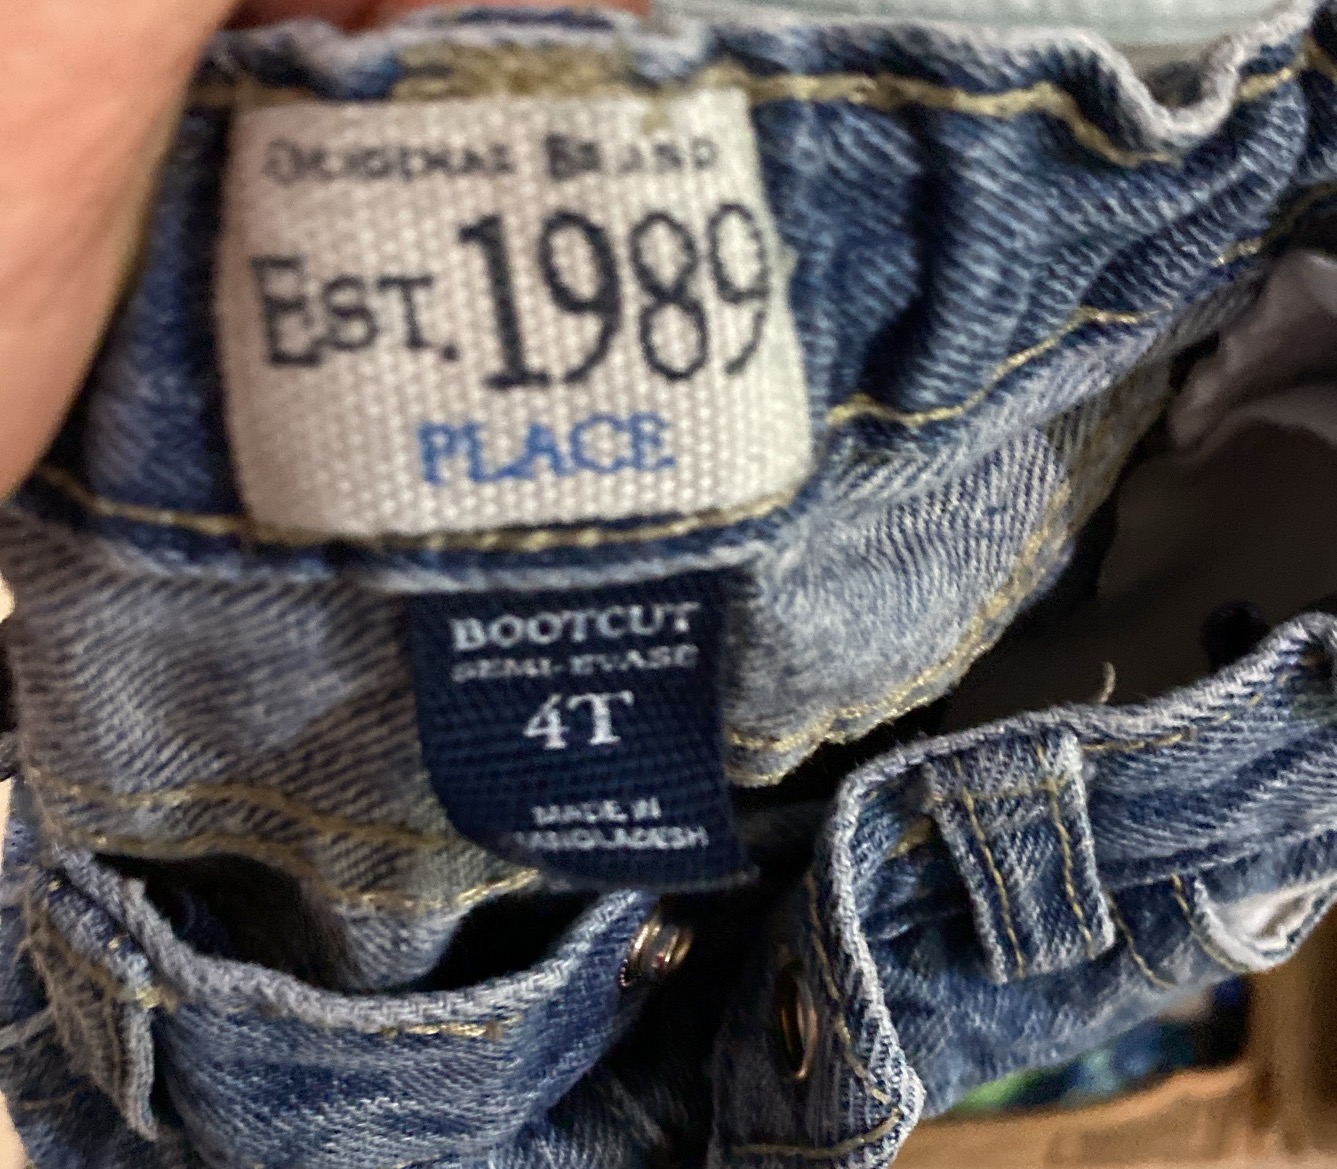 ORIGINAL BRAND
EST. 1989
PLACE
BOOTCUT
SEMI-EVASE
4T
MADE IN
BANGLADESH